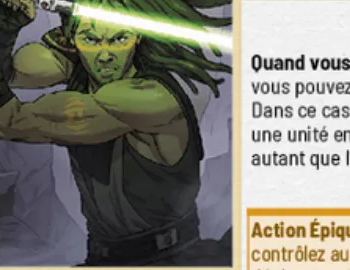 Quand vous
vous pouvez
Dans ce cas
une unité en
autant que l
Action Épiqu
contrôlez au